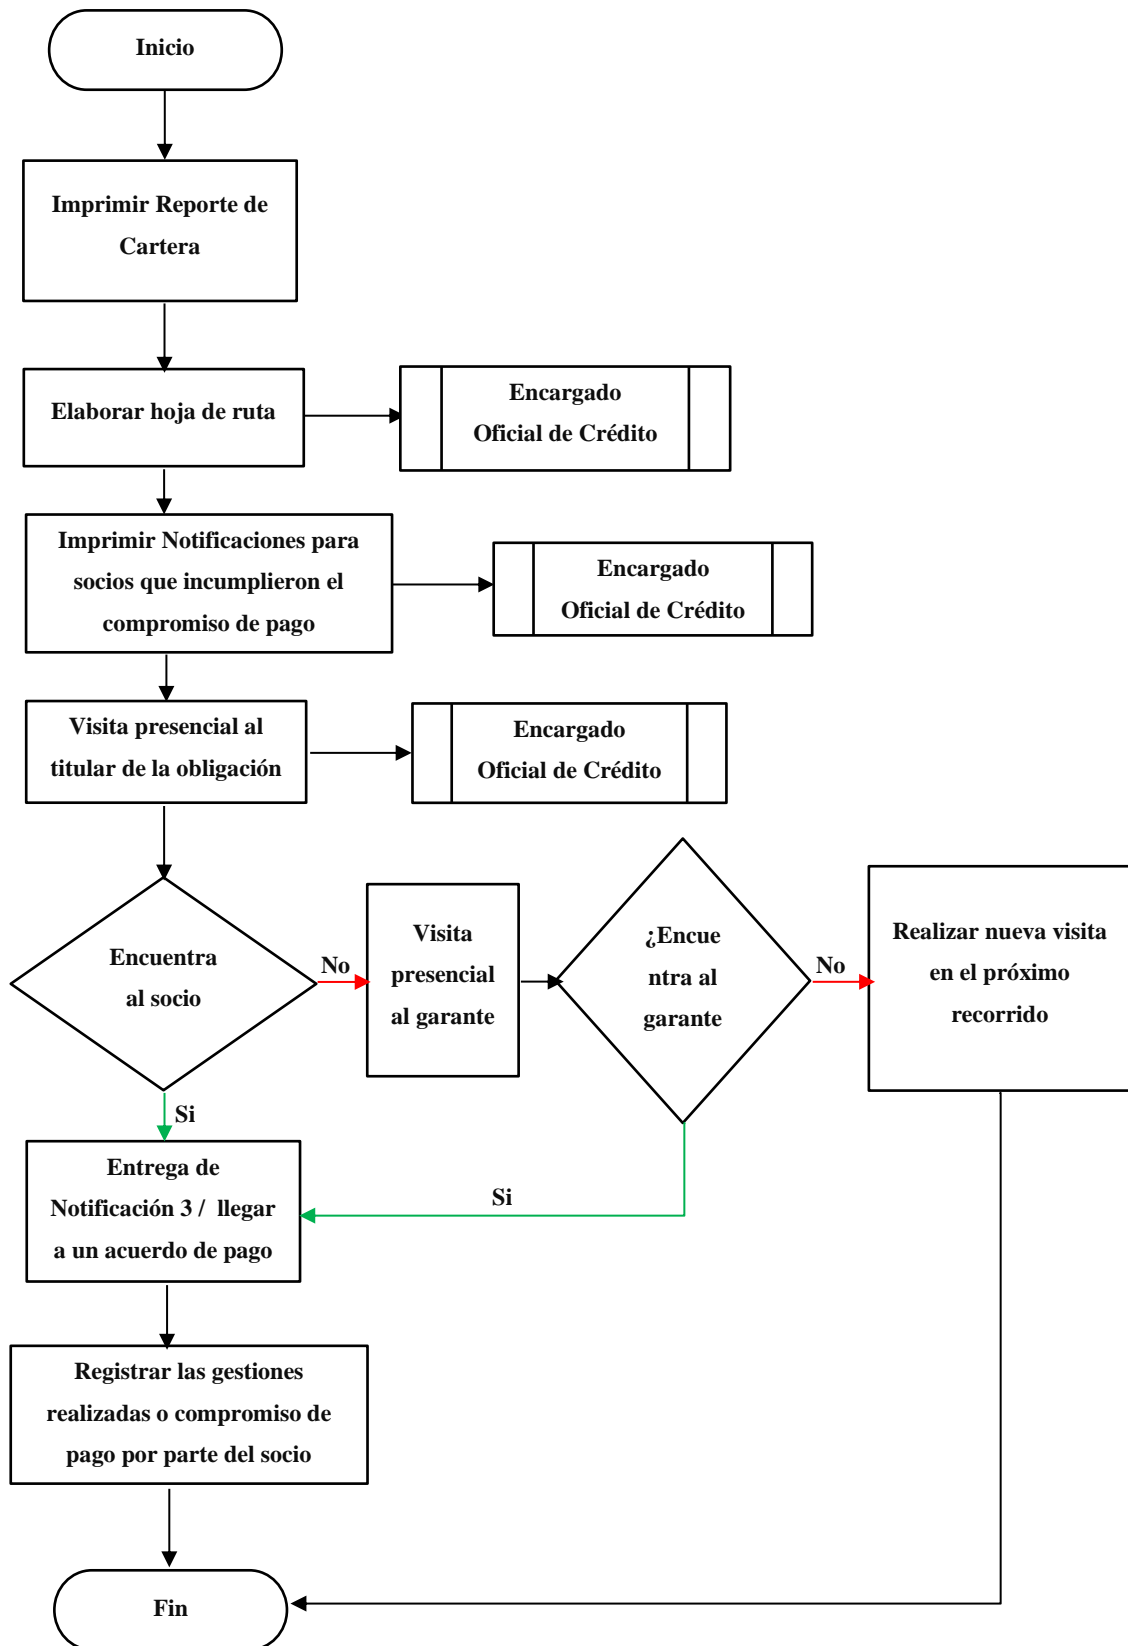 Inicio
Imprimir Reporte de
Cartera
Elaborar hoja de ruta
Encargado
Oficial de Crédito
Imprimir Notificaciones para
socios que incumplieron el
compromiso de pago
Encargado
Oficial de Crédito
Visita presencial al
titular de la obligación
Encargado
Oficial de Crédito
Encuentra
al socio
No
Visita
presencial
al garante
¿Encue
ntra al
garante
No
Realizar nueva visita
en el próximo
recorrido
Si
Entrega de
Notificación 3 / llegar
a un acuerdo de pago
Si
Registrar las gestiones
realizadas o compromiso de
pago por parte del socio
Fin